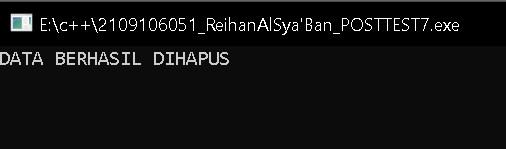 E:\c++\2109106051_ReihanAlSya'Ban_POSTTEST7.exe
DATA BERHASIL DIHAPUS